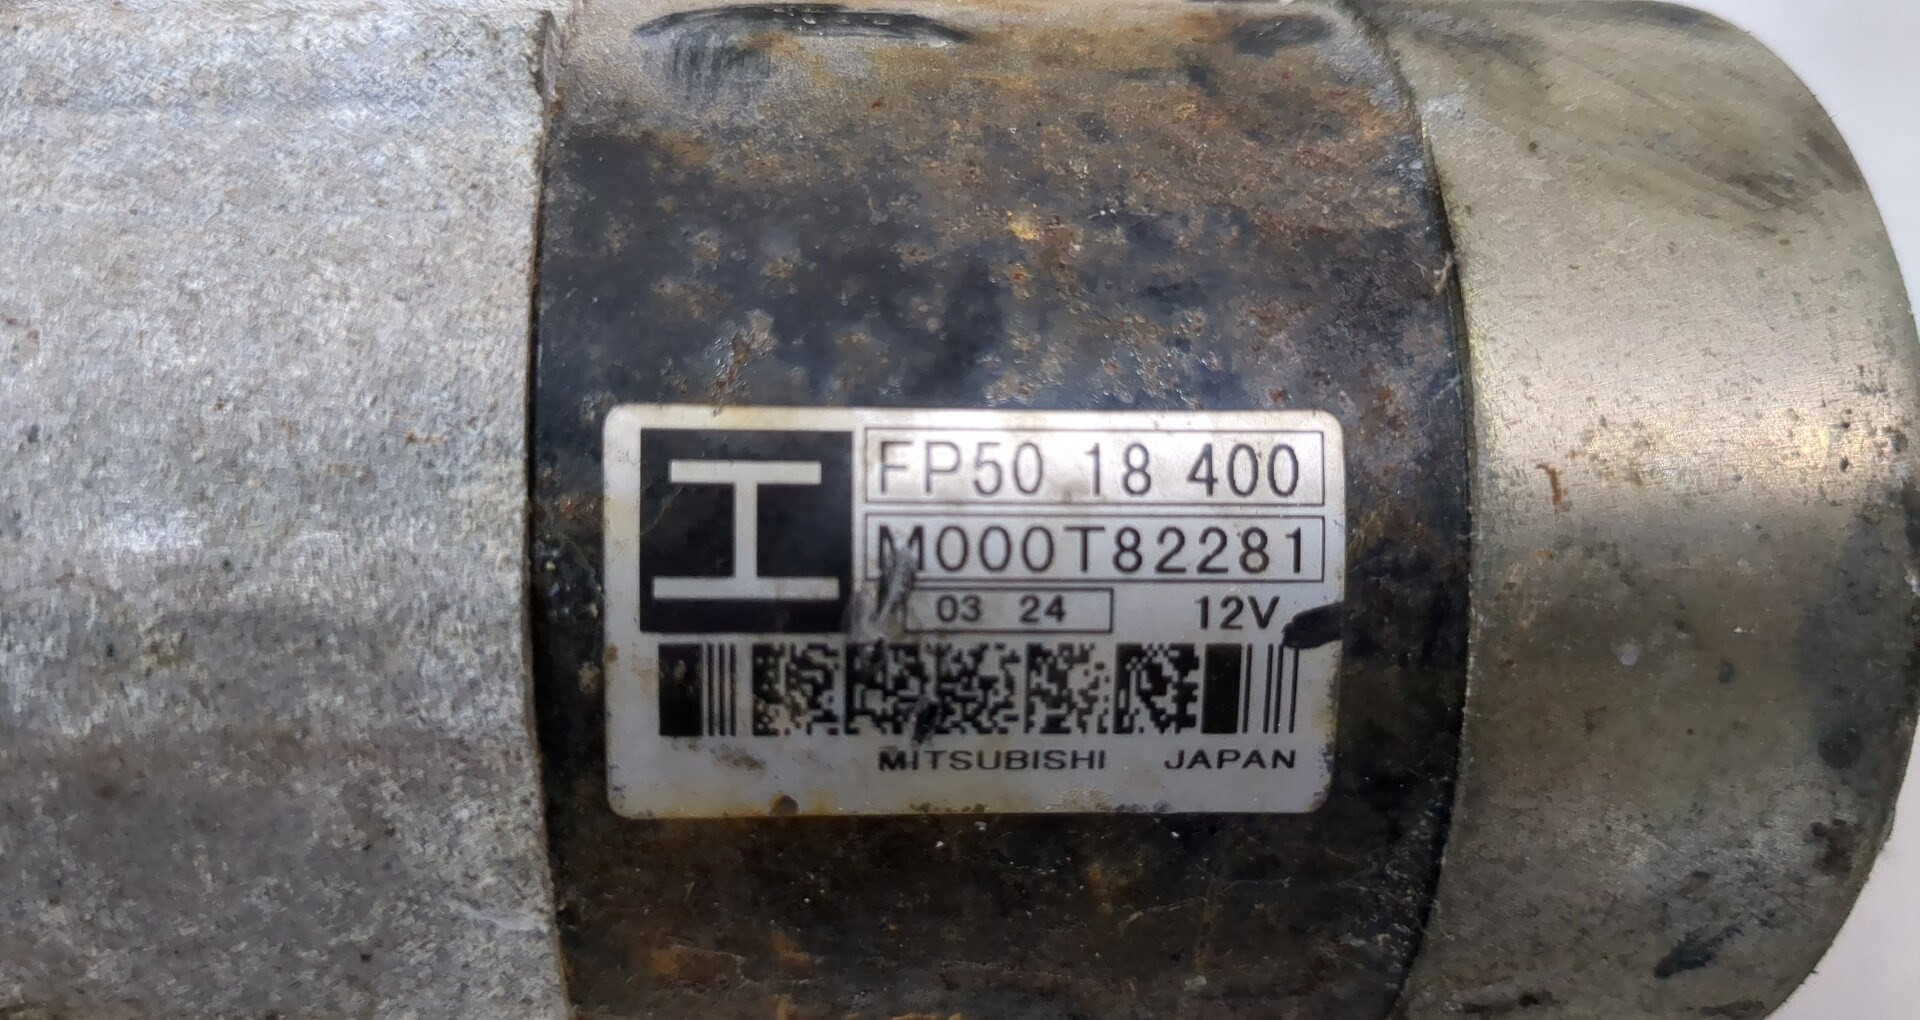 FP50 18 400
M000T82281
03 24 12V
MITSUBISHI JAPAN